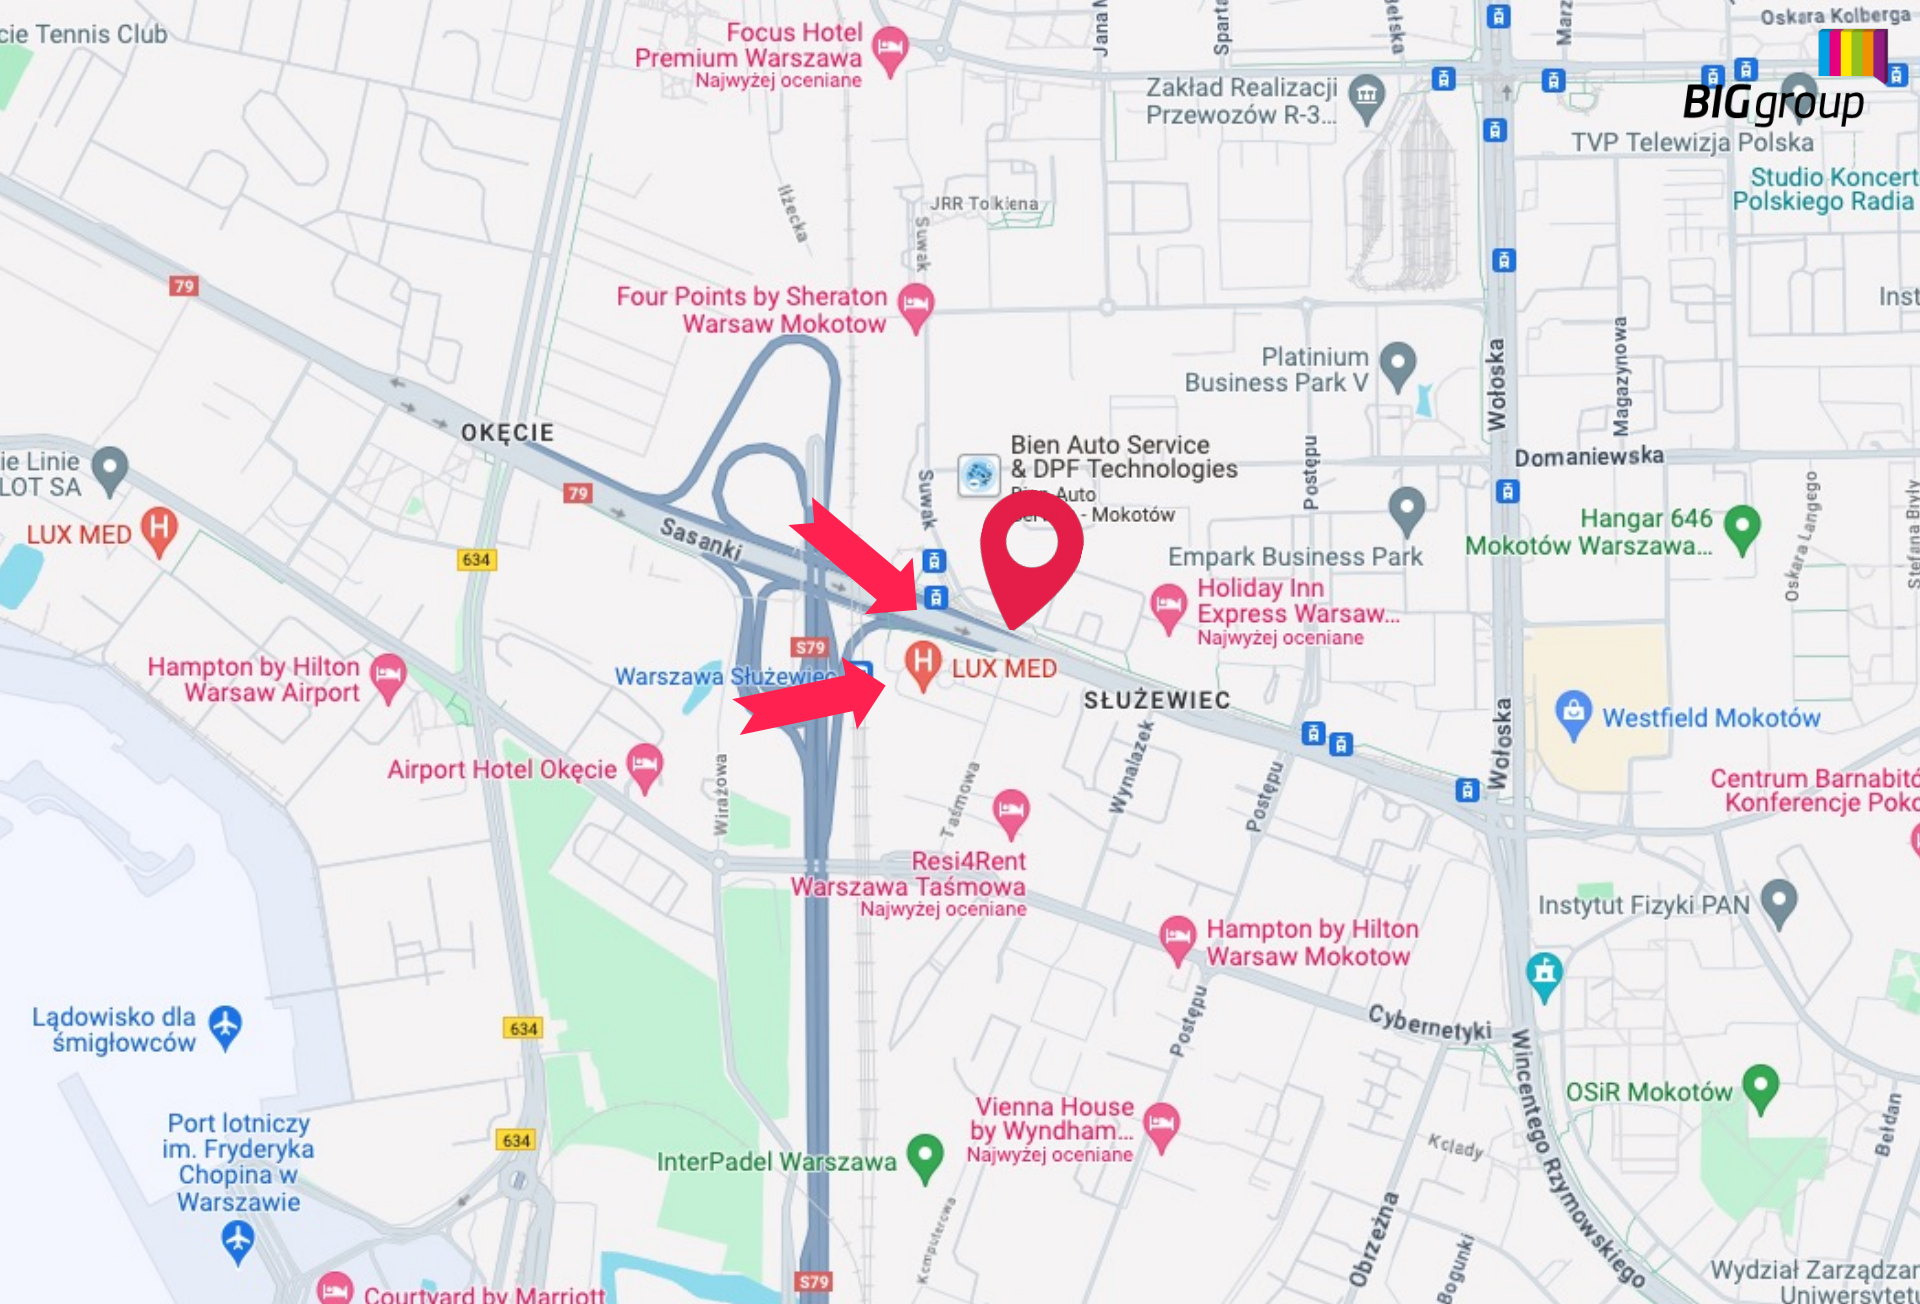 cie Tennis Club
Focus Hotel
Premium Warszawa
Najwyżej oceniane
Jana
Sparta
Oskara Kolberga
BIGgroup
Zakład Realizacji
Przewozów R-3...
TVP Telewizja Polska
Studio Koncert
Polskiego Radia
Iłżecka
JRR Tolkiena
Suwak
79
Four Points by Sheraton
Warsaw Mokotow
Inst
Platinium
Business Park V
Wołoska
Magazynowa
OKĘCIE
Bien Auto Service
& DPF Technologies
Bien Auto
- Mokotów
Domaniewska
ie Linie
LOT SA
79
Suwak
Postępu
Oskara Langego
Stefana Bryły
LUX MED
Sasanki
Hangar 646
Mokotów Warszawa...
634
Empark Business Park
Holiday Inn
Express Warsaw...
Najwyżej oceniane
S79
Hampton by Hilton
Warsaw Airport
Warszawa Służewiec
LUX MED
SŁUŻEWIEC
Westfield Mokotów
Wołoska
Airport Hotel Okęcie
Wirażowa
Taśmowa
Wynalazek
Postępu
Centrum Barnabitó
Konferencje Poko
Resi4Rent
Warszawa Taśmowa
Najwyżej oceniane
Instytut Fizyki PAN
Hampton by Hilton
Warsaw Mokotow
Lądowisko dla
śmigłowców
634
Postępu
Cybernetyki
Wincentego Rzymowskiego
OSiR Mokotów
Port lotniczy
im. Fryderyka
Chopina w
Warszawie
634
Vienna House
by Wyndham...
Najwyżej oceniane
InterPadel Warszawa
Kclady
Bełdan
Komputerowa
Obrzeżna
Bogunki
S79
Courtyard by Marriott
Wydział Zarządzan
Uniwersytetu